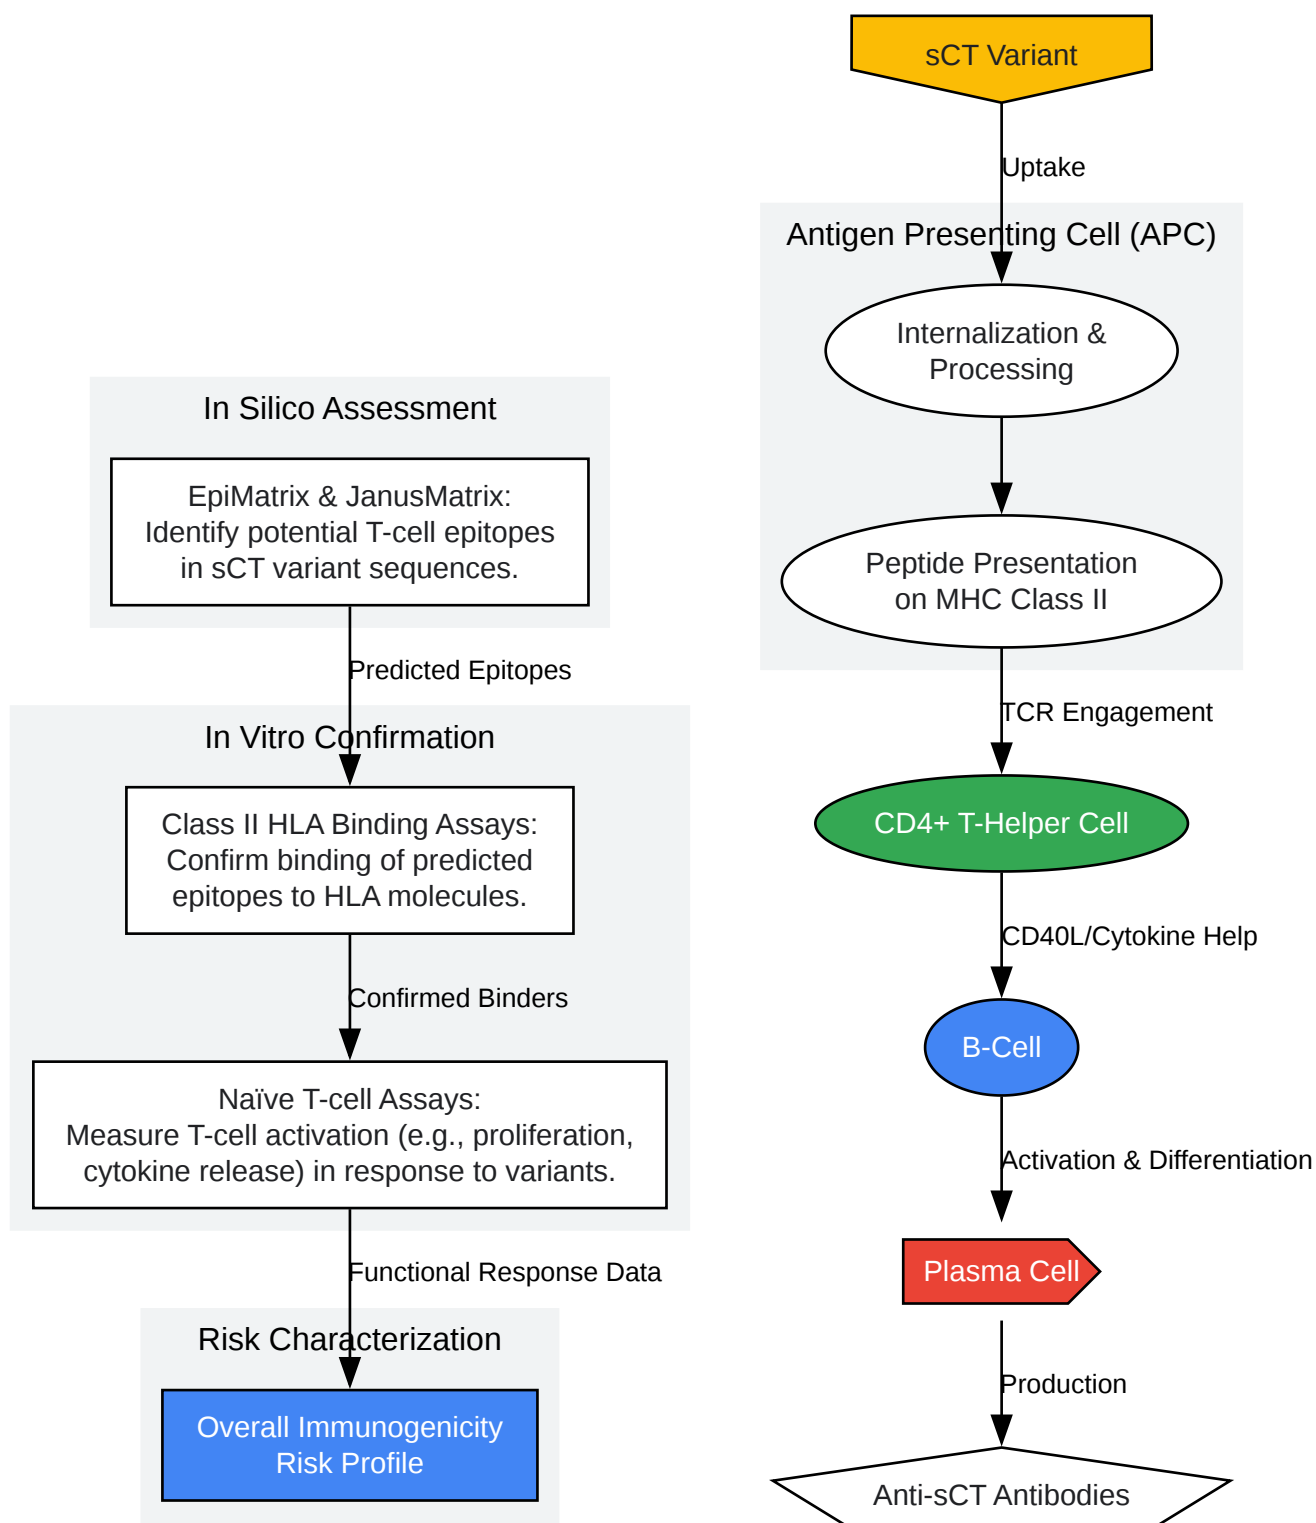 In Silico Assessment
EpiMatrix & JanusMatrix:
Identify potential T-cell epitopes
in sCT variant sequences.
Predicted Epitopes
In Vitro Confirmation
Class II HLA Binding Assays:
Confirm binding of predicted
epitopes to HLA molecules.
Confirmed Binders
Naïve T-cell Assays:
Measure T-cell activation (e.g., proliferation,
cytokine release) in response to variants.
Functional Response Data
Risk Characterization
Overall Immunogenicity
Risk Profile
sCT Variant
Uptake
Antigen Presenting Cell (APC)
Internalization &
Processing
Peptide Presentation
on MHC Class II
TCR Engagement
CD4+ T-Helper Cell
CD40L/Cytokine Help
B-Cell
Activation & Differentiation
Plasma Cell
Production
Anti-sCT Antibodies